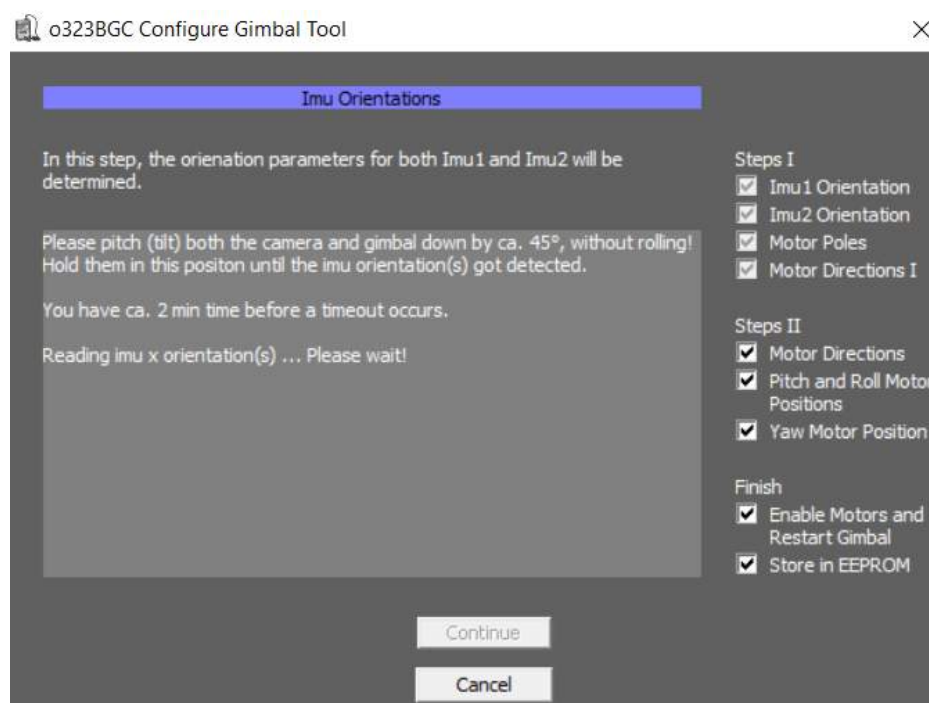 o323BGC Configure Gimbal Tool
Imu Orientations
In this step, the orienation parameters for both Imu1 and Imu2 will be
determined.
Please pitch (tilt) both the camera and gimbal down by ca. 45°, without rolling!
Hold them in this positon until the imu orientation(s) got detected.
You have ca. 2 min time before a timeout occurs.
Reading imu x orientation(s) ... Please wait!
Steps I
Imu1 Orientation
Imu2 Orientation
Motor Poles
Motor Directions I
Steps II
Motor Directions
Pitch and Roll Motor
Positions
Yaw Motor Position
Finish
Enable Motors and
Restart Gimbal
Store in EEPROM
Continue
Cancel